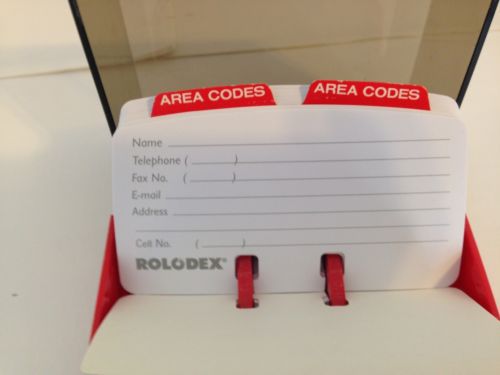 AREA CODES AREA CODES
Name
Telephone ( )
Fax No. ( )
E-mail
Address
Cell No. ( )
ROLODEX®